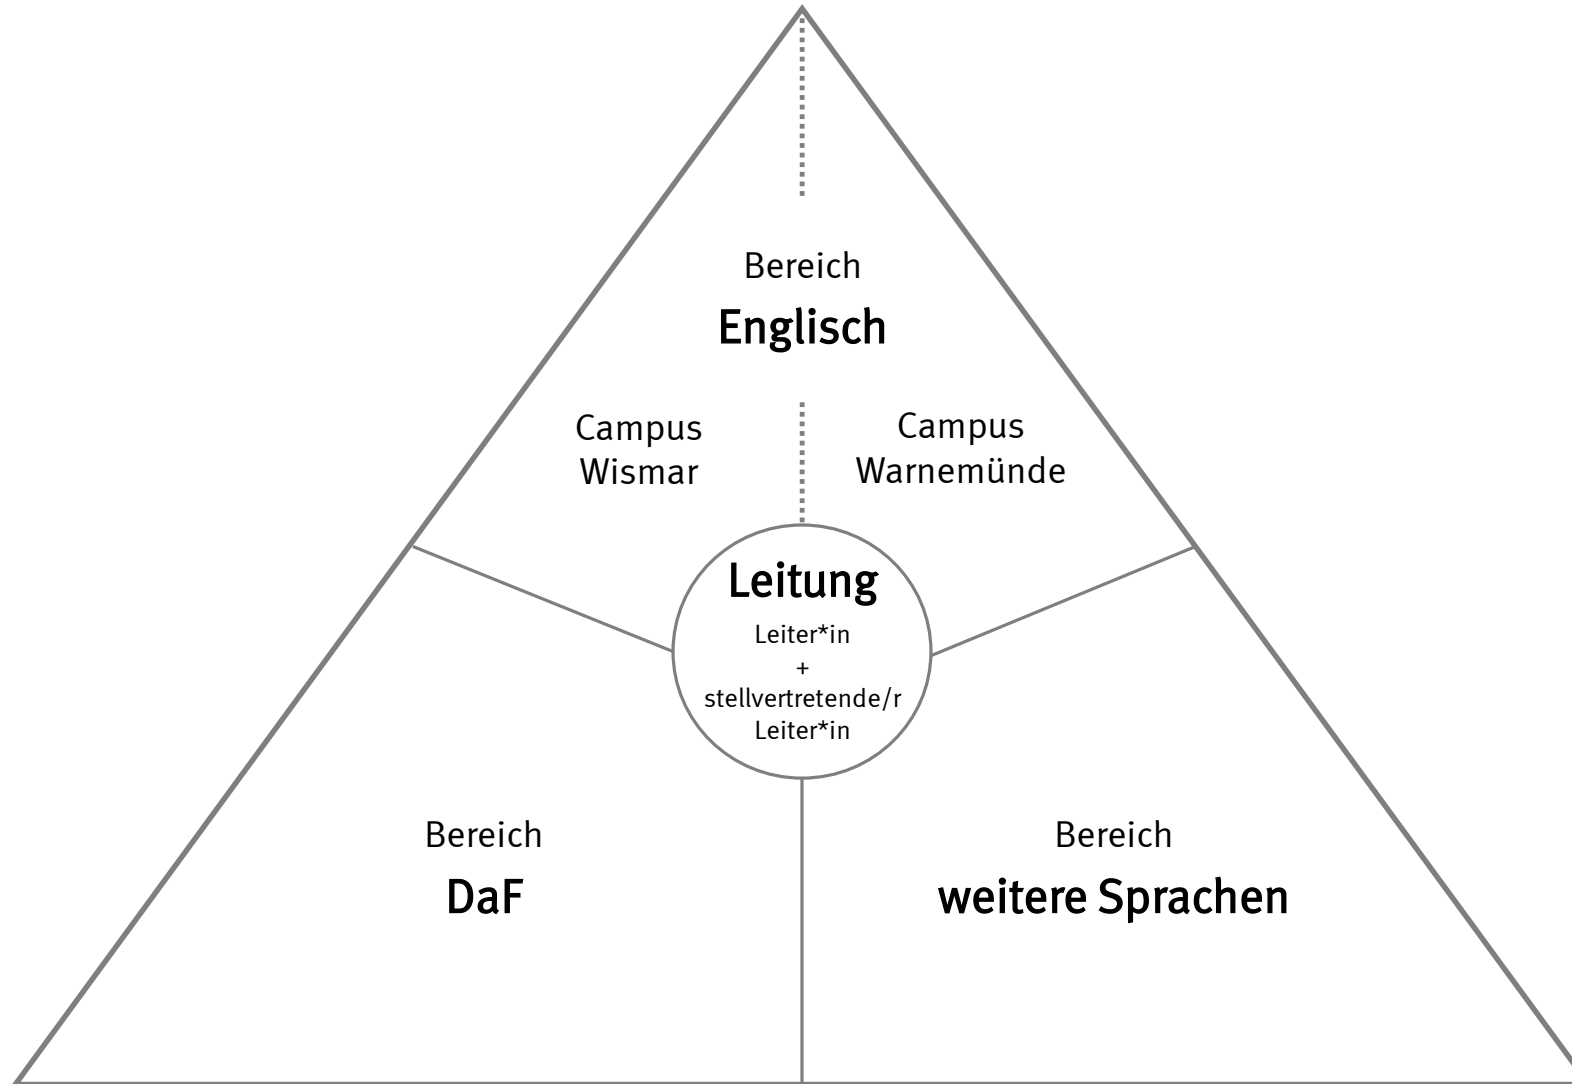 Bereich
Englisch
Campus
Wismar
Campus
Warnemünde
Leitung
Leiter*in
+
stellvertretende/r
Leiter*in
Bereich
DaF
Bereich
weitere Sprachen